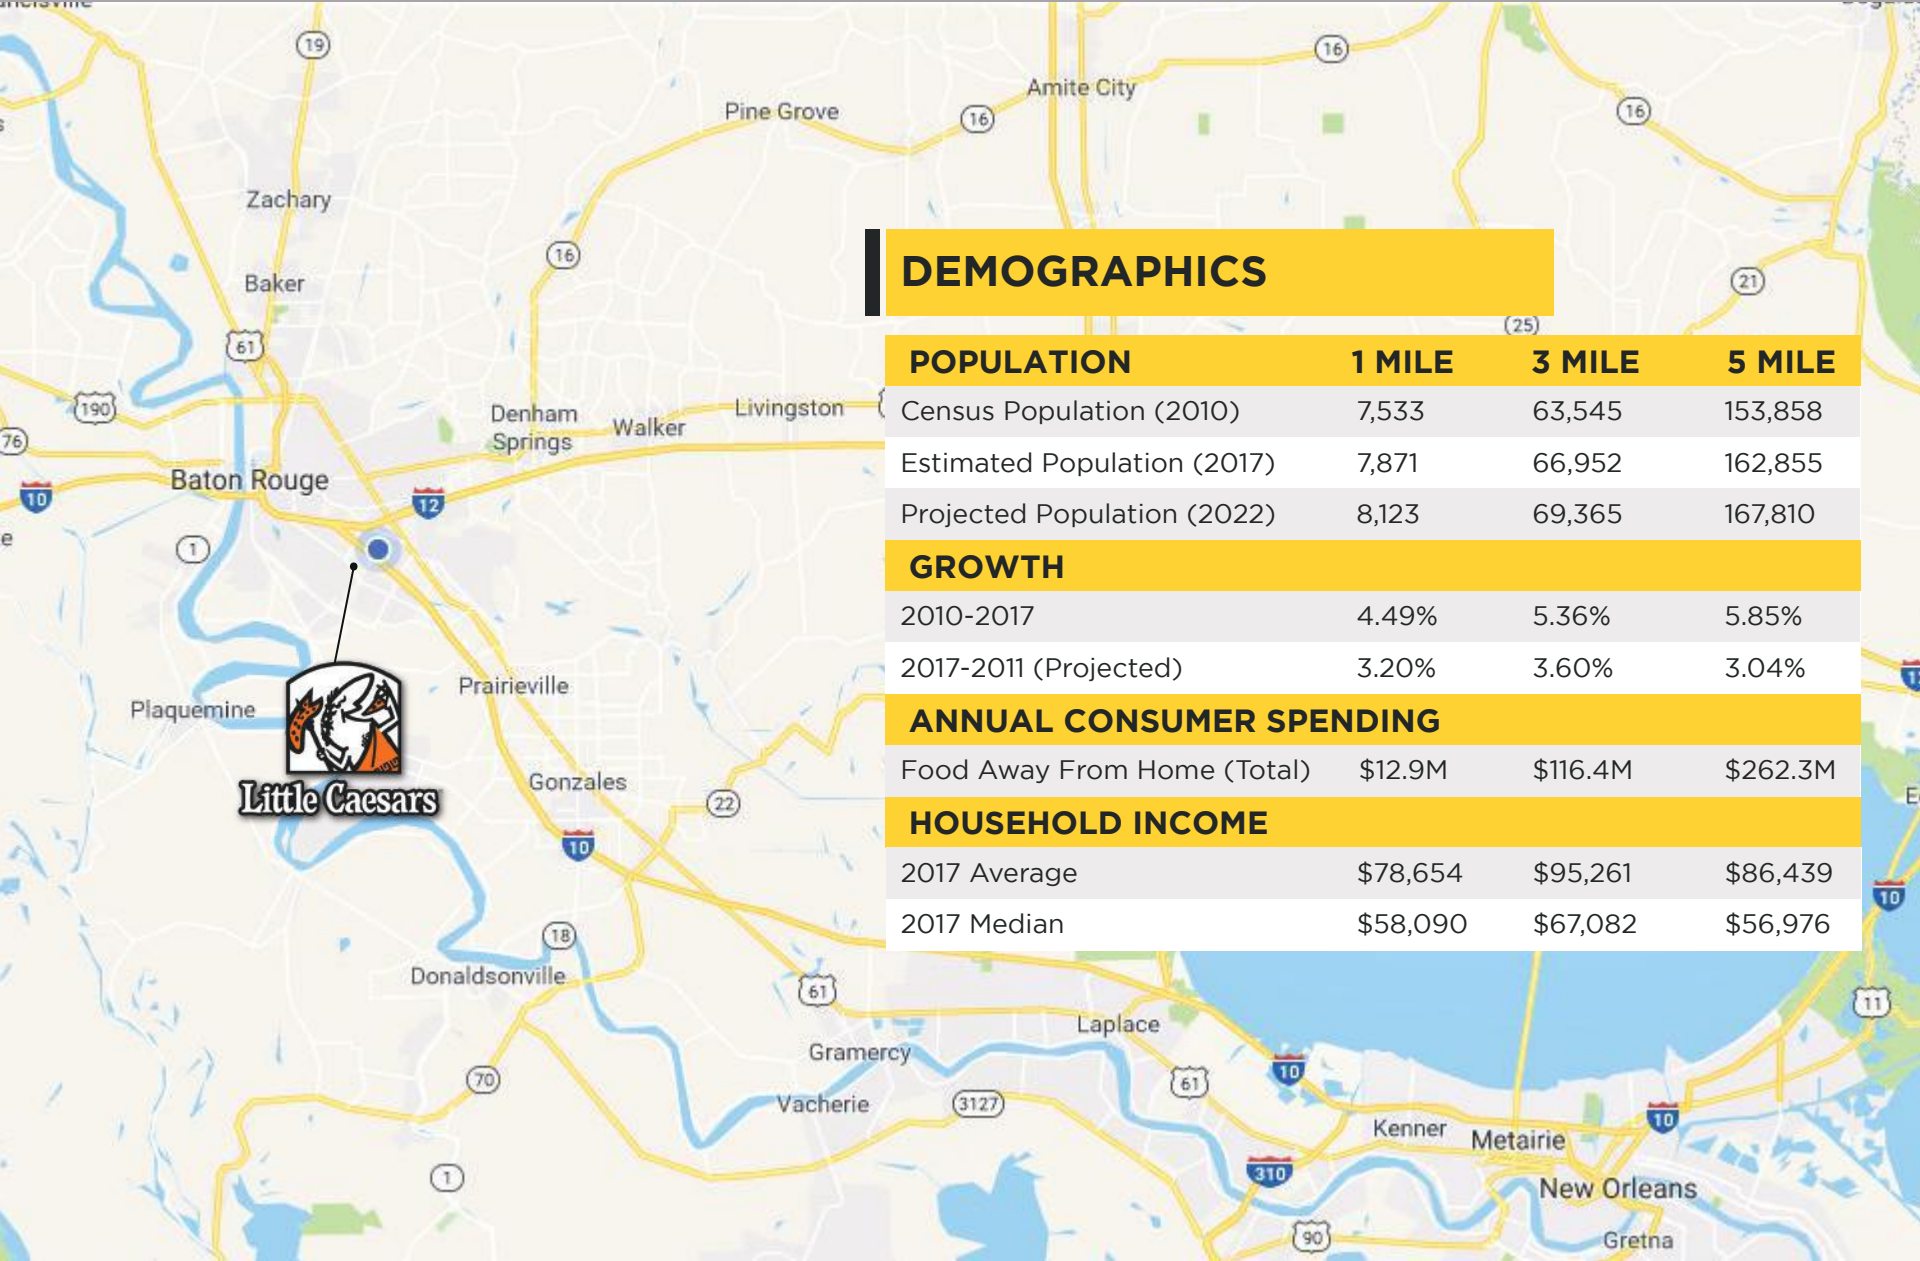 19
16
Amite City
Pine Grove
16
16
Zachary
16
Baker
21
DEMOGRAPHICS
25
61
POPULATION 1 MILE 3 MILE 5 MILE
190
Denham
Springs
Walker
Livingston
Census Population (2010) 7,533 63,545 153,858
76
Estimated Population (2017) 7,871 66,952 162,855
Baton Rouge
10
12
Projected Population (2022) 8,123 69,365 167,810
1
GROWTH
2010-2017 4.49% 5.36% 5.85%
2017-2011 (Projected) 3.20% 3.60% 3.04%
Prairieville
Plaquemine
ANNUAL CONSUMER SPENDING
Food Away From Home (Total) $12.9M $116.4M $262.3M
Little Caesars
Gonzales
22
HOUSEHOLD INCOME
10
2017 Average $78,654 $95,261 $86,439
10
2017 Median $58,090 $67,082 $56,976
18
Donaldsonville
61
11
Laplace
Gramercy
70
61
10
Vacherie
3127
10
Kenner
Metairie
1
310
New Orleans
90
Gretna